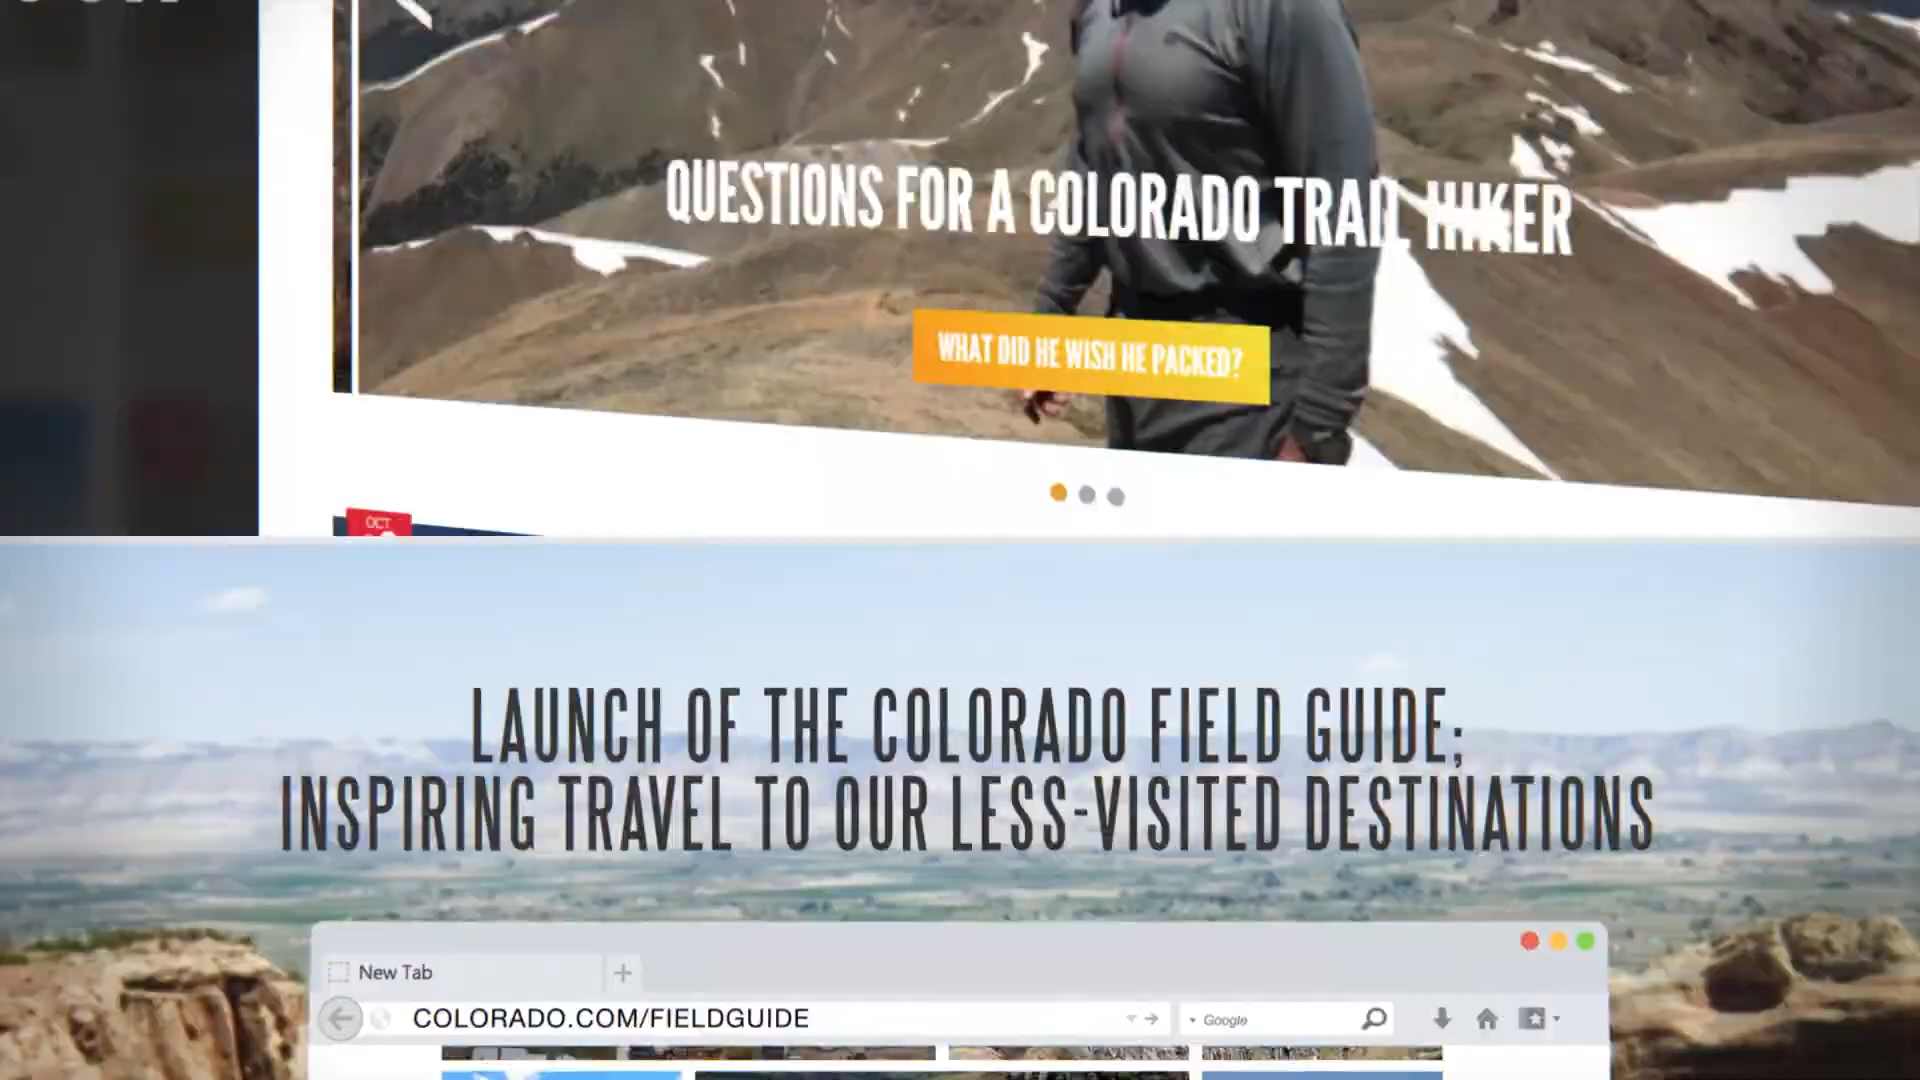 QUESTIONS FOR A COLORADO TRAIL HIKER
WHAT DID HE WISH HE PACKED?
OCT
LAUNCH OF THE COLORADO FIELD GUIDE;
INSPIRING TRAVEL TO OUR LESS-VISITED DESTINATIONS
New Tab
COLORADO.COM/FIELDGUIDE
Google